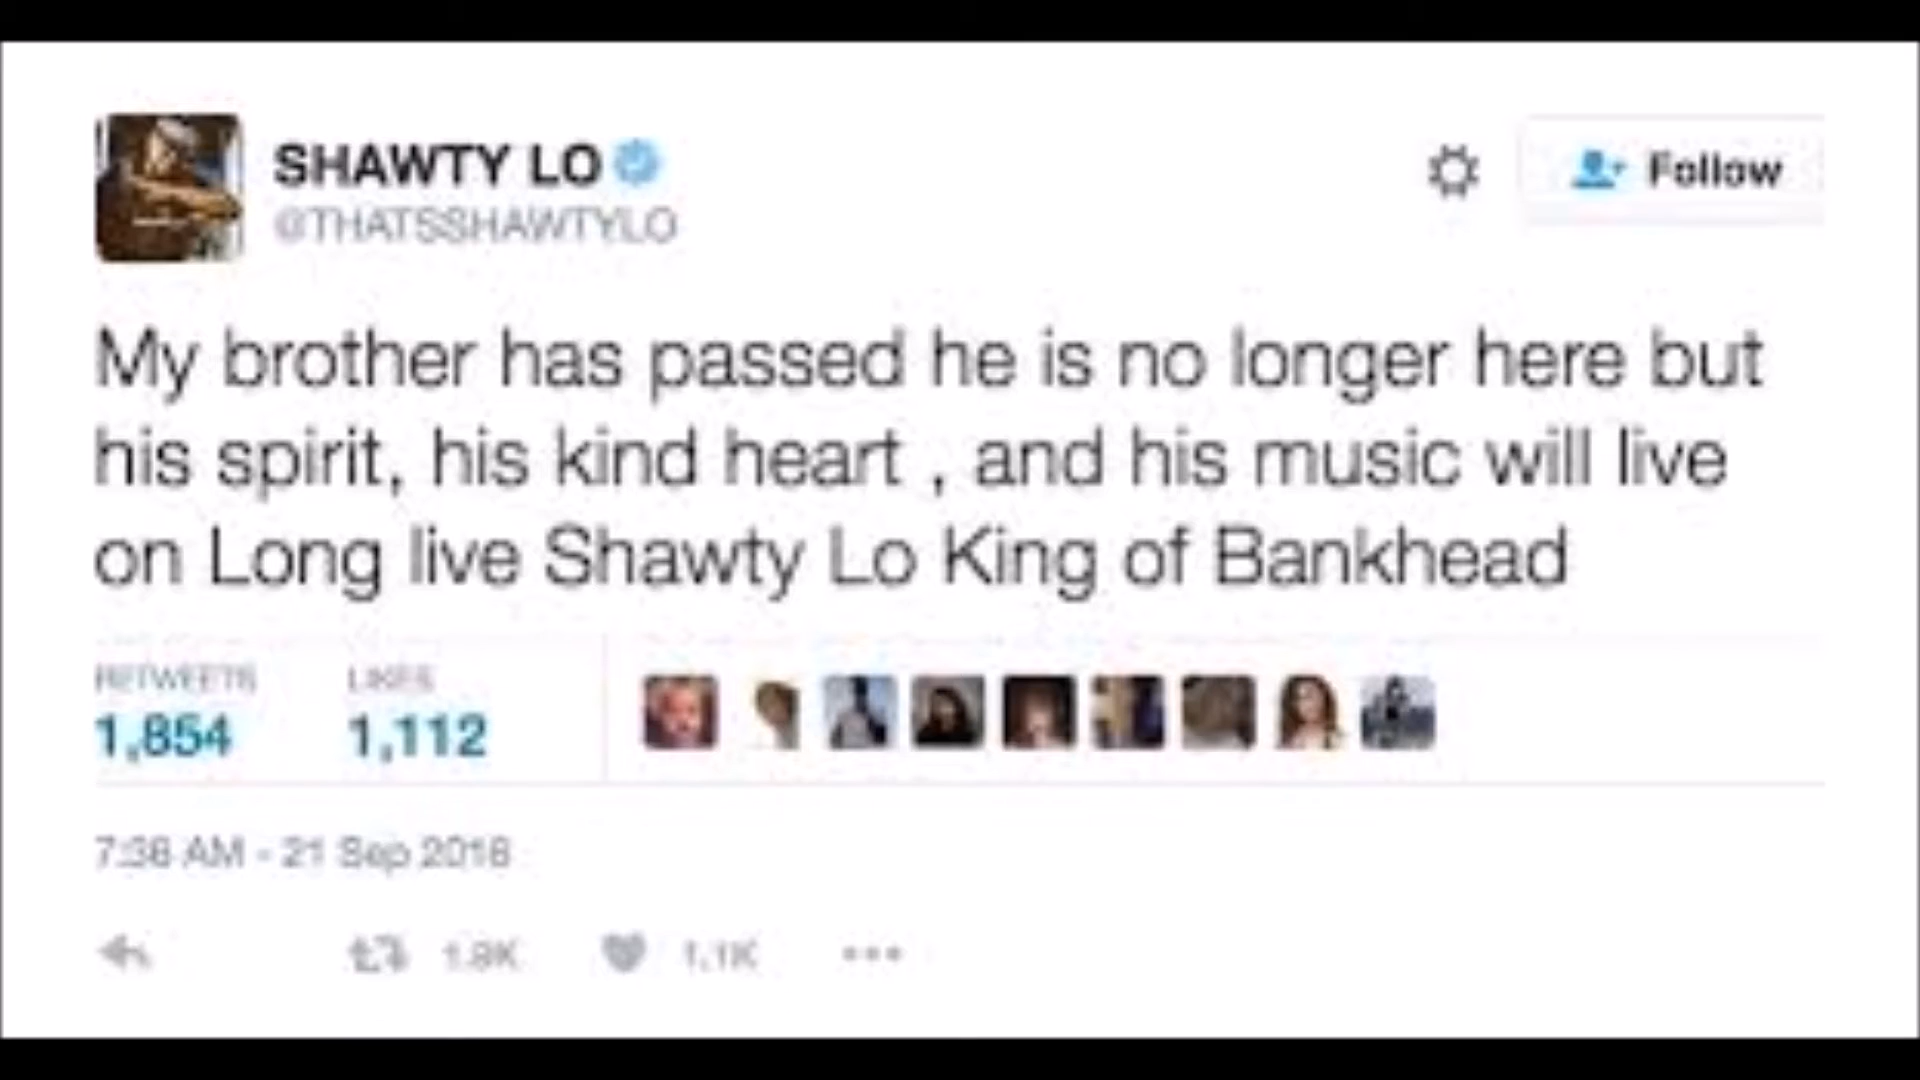 SHAWTY LO
@THATSSHAWTYLO
Follow
My brother has passed he is no longer here but
his spirit, his kind heart , and his music will live
on Long live Shawty Lo King of Bankhead
RETWEETS LIKES
1,854 1,112
7:38 AM - 21 Sep 2016
1.9K 1.1K